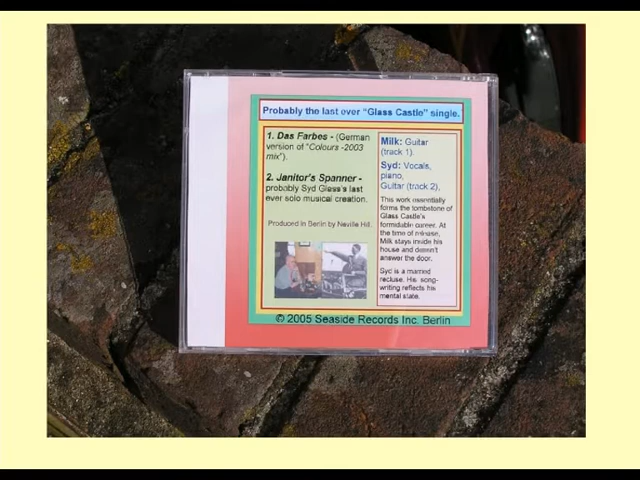 Probably the last ever "Glass Castle" single.
1. Das Farbes - (German
version of "Colours -2003
mix").
2. Janitor's Spanner -
probably Syd Glass's last
ever solo musical creation.
Produced in Berlin by Neville Hill.
Milk: Guitar
(track 1).
Syd: Vocals,
piano,
Guitar (track 2),
This work essentially
forms the tombstone of
Glass Castle's
formidable career. At
the time of release,
Milk stays inside his
house and doesn't
answer the door.
Syd is a married
recluse. His song-
writing reflects his
mental state.
© 2005 Seaside Records Inc. Berlin